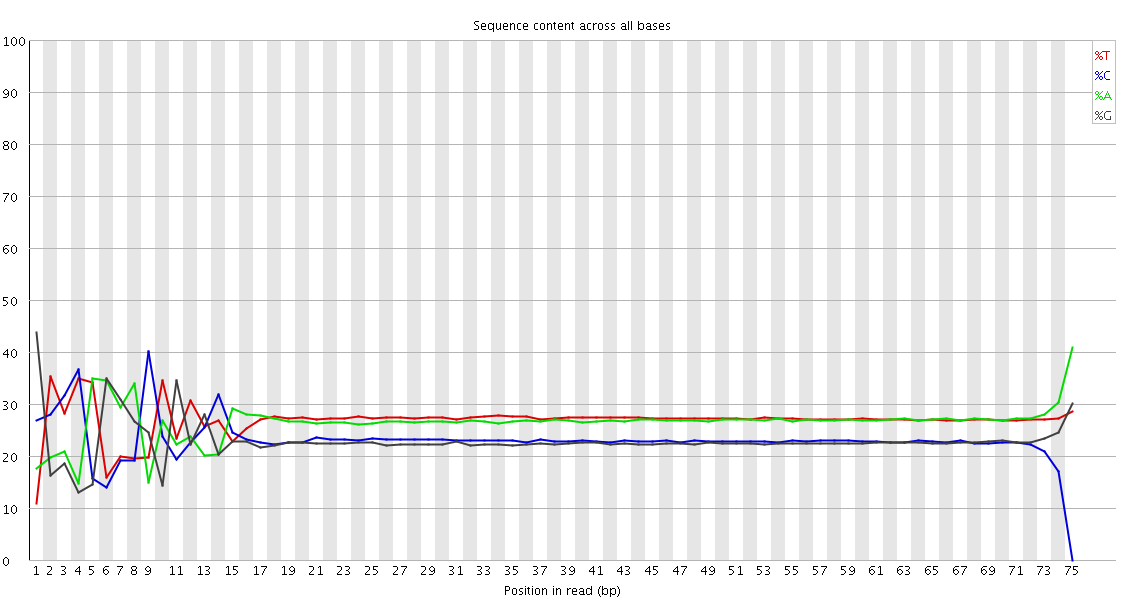 Sequence content across all bases
100
90
80
70
60
50
40
30
20
10
0
%T
%C
%A
%G
1 2 3 4 5 6 7 8 9 11 13 15 17 19 21 23 25 27 29 31 33 35 37 39 41 43 45 47 49 51 53 55 57 59 61 63 65 67 69 71 73 75
Position in read (bp)